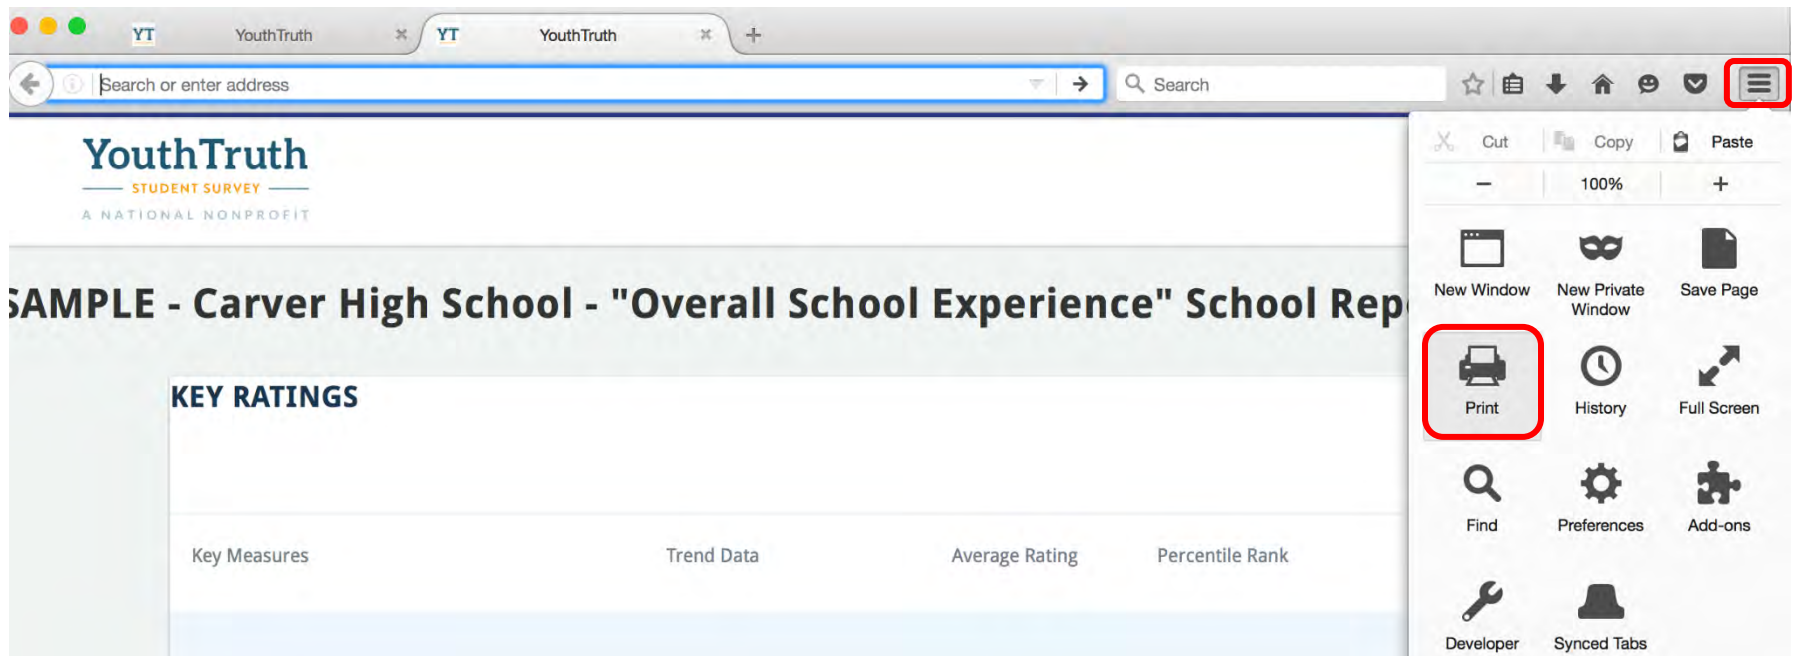 YT YouthTruth YT YouthTruth
Search or enter address Search
YouthTruth
STUDENT SURVEY
A NATIONAL NONPROFIT
SAMPLE - Carver High School - "Overall School Experience" School Rep
KEY RATINGS
Key Measures Trend Data Average Rating Percentile Rank
Cut Copy Paste
− 100% +
New Window New Private Window Save Page
Print History Full Screen
Find Preferences Add-ons
Developer Synced Tabs